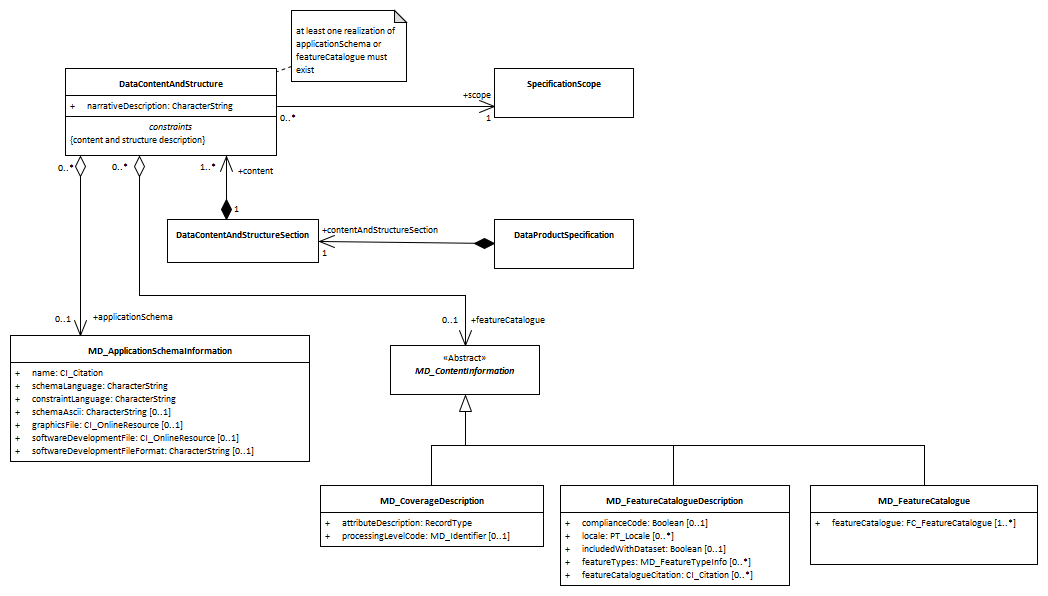 at least one realization of
applicationSchema or
featureCatalogue must
exist
DataContentAndStructure
+ narrativeDescription: CharacterString
constraints
{content and structure description}
+scope
0..*
1
SpecificationScope
0..*
0..*
1..*
+content
1
DataContentAndStructureSection
+contentAndStructureSection
1
DataProductSpecification
0..1
+applicationSchema
0..1
+featureCatalogue
MD_ApplicationSchemaInformation
+ name: CI_Citation
+ schemaLanguage: CharacterString
+ constraintLanguage: CharacterString
+ schemaAscii: CharacterString [0..1]
+ graphicsFile: CI_OnlineResource [0..1]
+ softwareDevelopmentFile: CI_OnlineResource [0..1]
+ softwareDevelopmentFileFormat: CharacterString [0..1]
«Abstract»
MD_ContentInformation
MD_CoverageDescription
+ attributeDescription: RecordType
+ processingLevelCode: MD_Identifier [0..1]
MD_FeatureCatalogueDescription
+ complianceCode: Boolean [0..1]
+ locale: PT_Locale [0..*]
+ includedWithDataset: Boolean [0..1]
+ featureTypes: MD_FeatureTypeInfo [0..*]
+ featureCatalogueCitation: CI_Citation [0..*]
MD_FeatureCatalogue
+ featureCatalogue: FC_FeatureCatalogue [1..*]